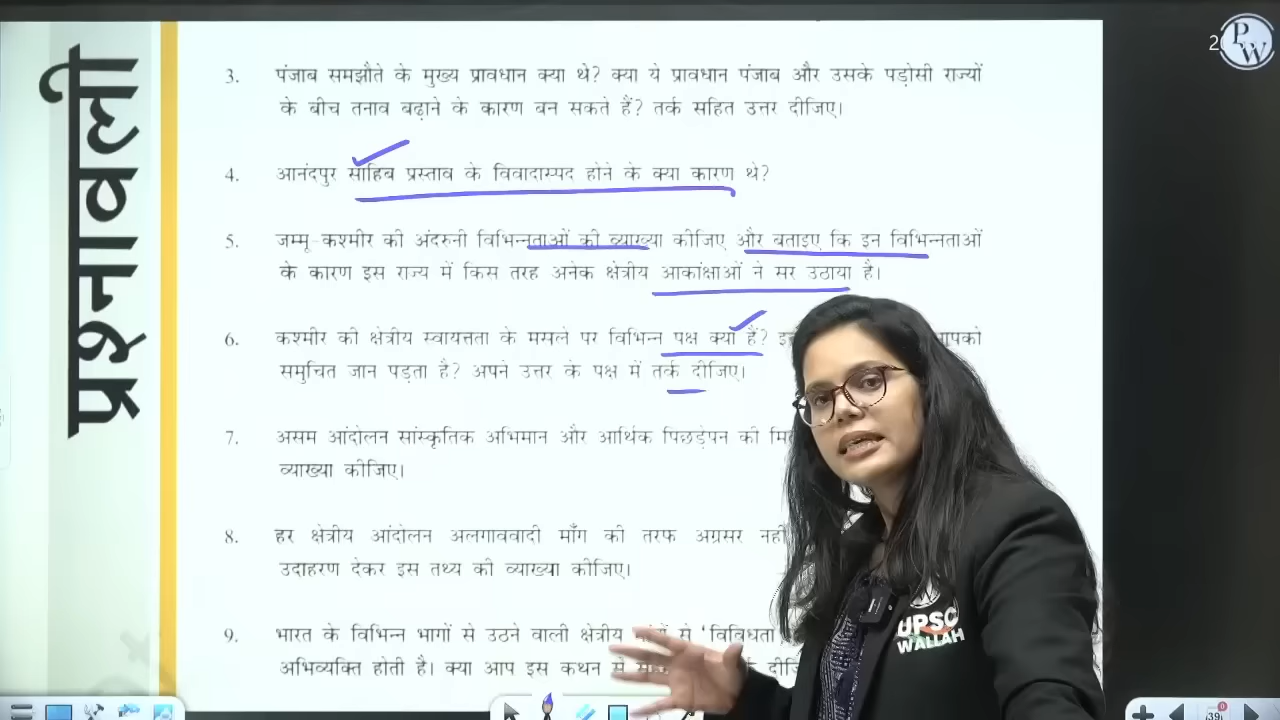 प्रश्नावली
3. पंजाब समझौते के मुख्य प्रावधान क्या थे? क्या ये प्रावधान पंजाब और उसके पड़ोसी राज्यों
के बीच तनाव बढ़ाने के कारण बन सकते हैं? तर्क सहित उत्तर दीजिए।
4. आनंदपुर साहिब प्रस्ताव के विवादास्पद होने के क्या कारण थे?
5. जम्मू-कश्मीर की अंदरुनी विभिन्नताओं की व्याख्या कीजिए और बताइए कि इन विभिन्नताओं
के कारण इस राज्य में किस तरह अनेक क्षेत्रीय आकांक्षाओं ने सर उठाया है।
6. कश्मीर की क्षेत्रीय स्वायत्तता के मसले पर विभिन्न पक्ष क्या हैं?
समुचित जान पड़ता है? अपने उत्तर के पक्ष में तर्क दीजिए।
7. असम आंदोलन सांस्कृतिक अभिमान और आर्थिक पिछड़ेपन की
व्याख्या कीजिए।
8. हर क्षेत्रीय आंदोलन अलगाववादी माँग की तरफ अग्रसर
उदाहरण देकर इस तथ्य की व्याख्या कीजिए।
9. भारत के विभिन्न भागों से उठने वाली क्षेत्रीय से 'विविधता
अभिव्यक्ति होती है। क्या आप इस कथन से
PW
UPSC
WALLAH
39